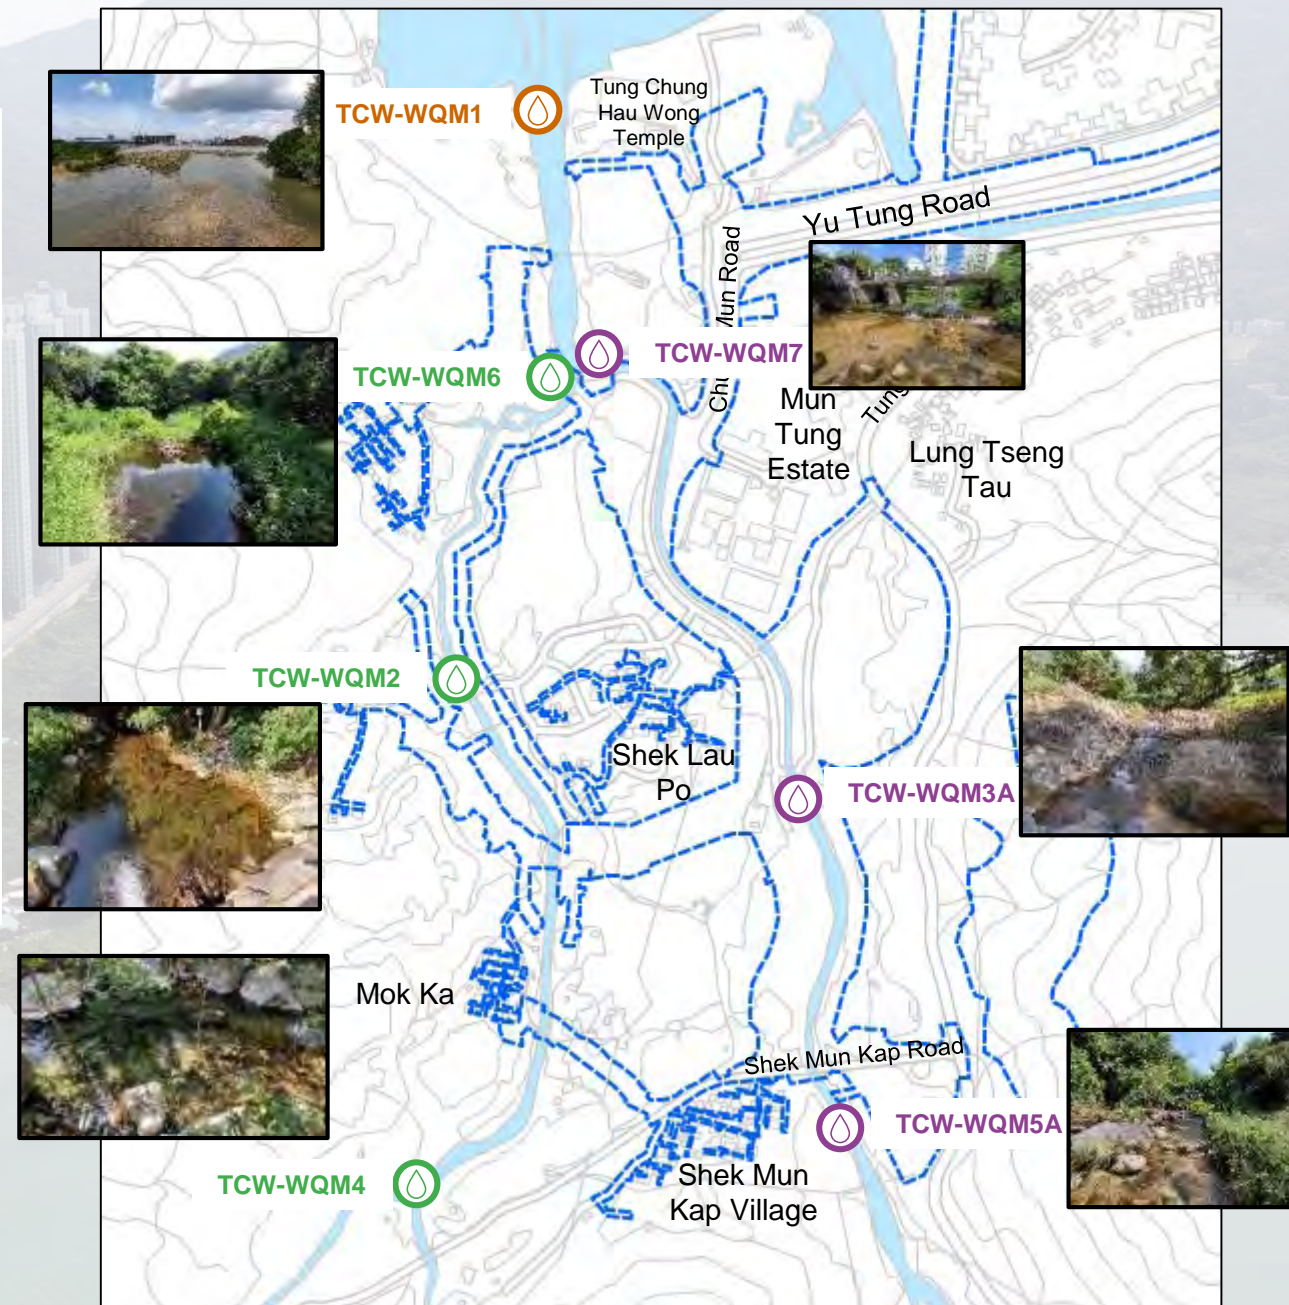 TCW-WQM1
Tung Chung
Hau Wong
Temple
Yu Tung Road
Mun Road
TCW-WQM7
TCW-WQM6
Mun
Tung
Estate
Tung
Lung Tseng
Tau
TCW-WQM2
Shek Lau
Po
TCW-WQM3A
Mok Ka
Shek Mun Kap Road
TCW-WQM5A
TCW-WQM4
Shek Mun
Kap Village